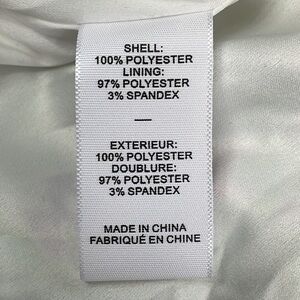 SHELL:
100% POLYESTER
LINING:
97% POLYESTER
3% SPANDEX
—
EXTERIEUR:
100% POLYESTER
DOUBLURE:
97% POLYESTER
3% SPANDEX
MADE IN CHINA
FABRIQUÉ EN CHINE